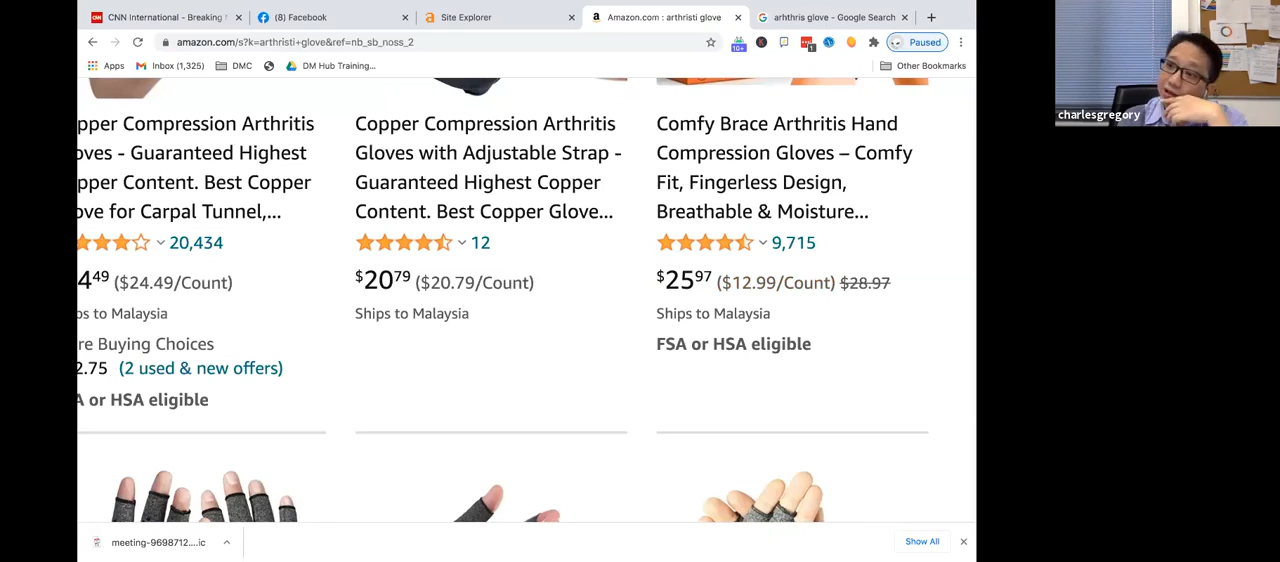 CNN International - Breaking
(8) Facebook
Site Explorer
Amazon.com : arthristi glove
arhthris glove - Google Search
amazon.com/s?k=arthristi+glove&ref=nb_sb_noss_2
10+
1
Paused
Apps
Inbox (1,325)
DMC
DM Hub Training...
Other Bookmarks
charlesgregory
pper Compression Arthritis
oves - Guaranteed Highest
pper Content. Best Copper
ove for Carpal Tunnel,...
20,434
4 49 ($24.49/Count)
ps to Malaysia
re Buying Choices
2.75 (2 used & new offers)
A or HSA eligible
Copper Compression Arthritis
Gloves with Adjustable Strap -
Guaranteed Highest Copper
Content. Best Copper Glove...
12
$20 79 ($20.79/Count)
Ships to Malaysia
Comfy Brace Arthritis Hand
Compression Gloves – Comfy
Fit, Fingerless Design,
Breathable & Moisture...
9,715
$25 97 ($12.99/Count) $28.97
Ships to Malaysia
FSA or HSA eligible
meeting-9698712....ic
Show All